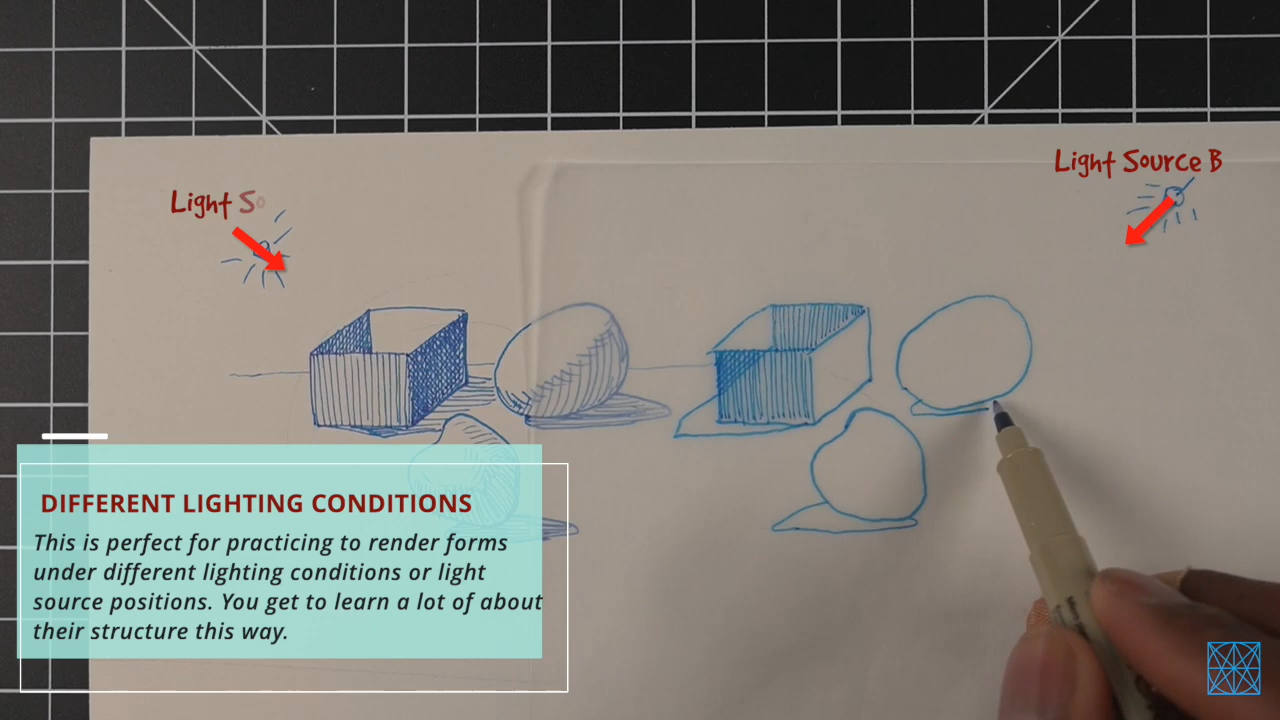 Light Source B
Light So
DIFFERENT LIGHTING CONDITIONS
This is perfect for practicing to render forms
under different lighting conditions or light
source positions. You get to learn a lot of about
their structure this way.